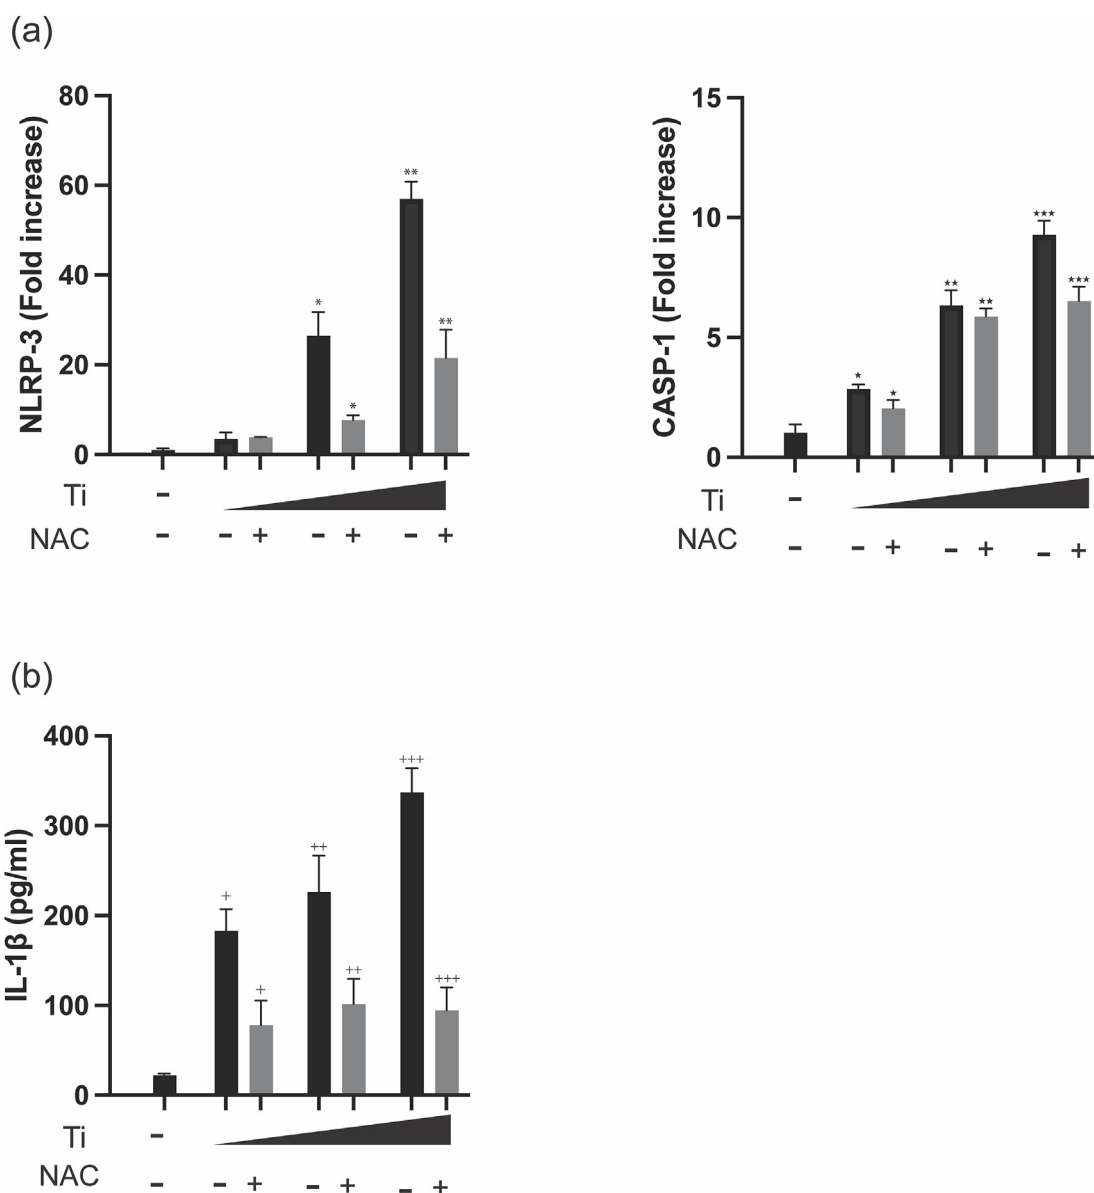 (a)
80
60
40
20
0
NLRP-3 (Fold increase)
*
*
**
**
Ti
-
NAC
- - + - + - +
15
10
5
0
CASP-1 (Fold increase)
*
*
**
**
***
***
Ti
-
NAC
- - + - + - +
(b)
400
300
200
100
0
IL-1β (pg/ml)
+
+
++
++
+++
+++
Ti
-
NAC
- - + - + - +